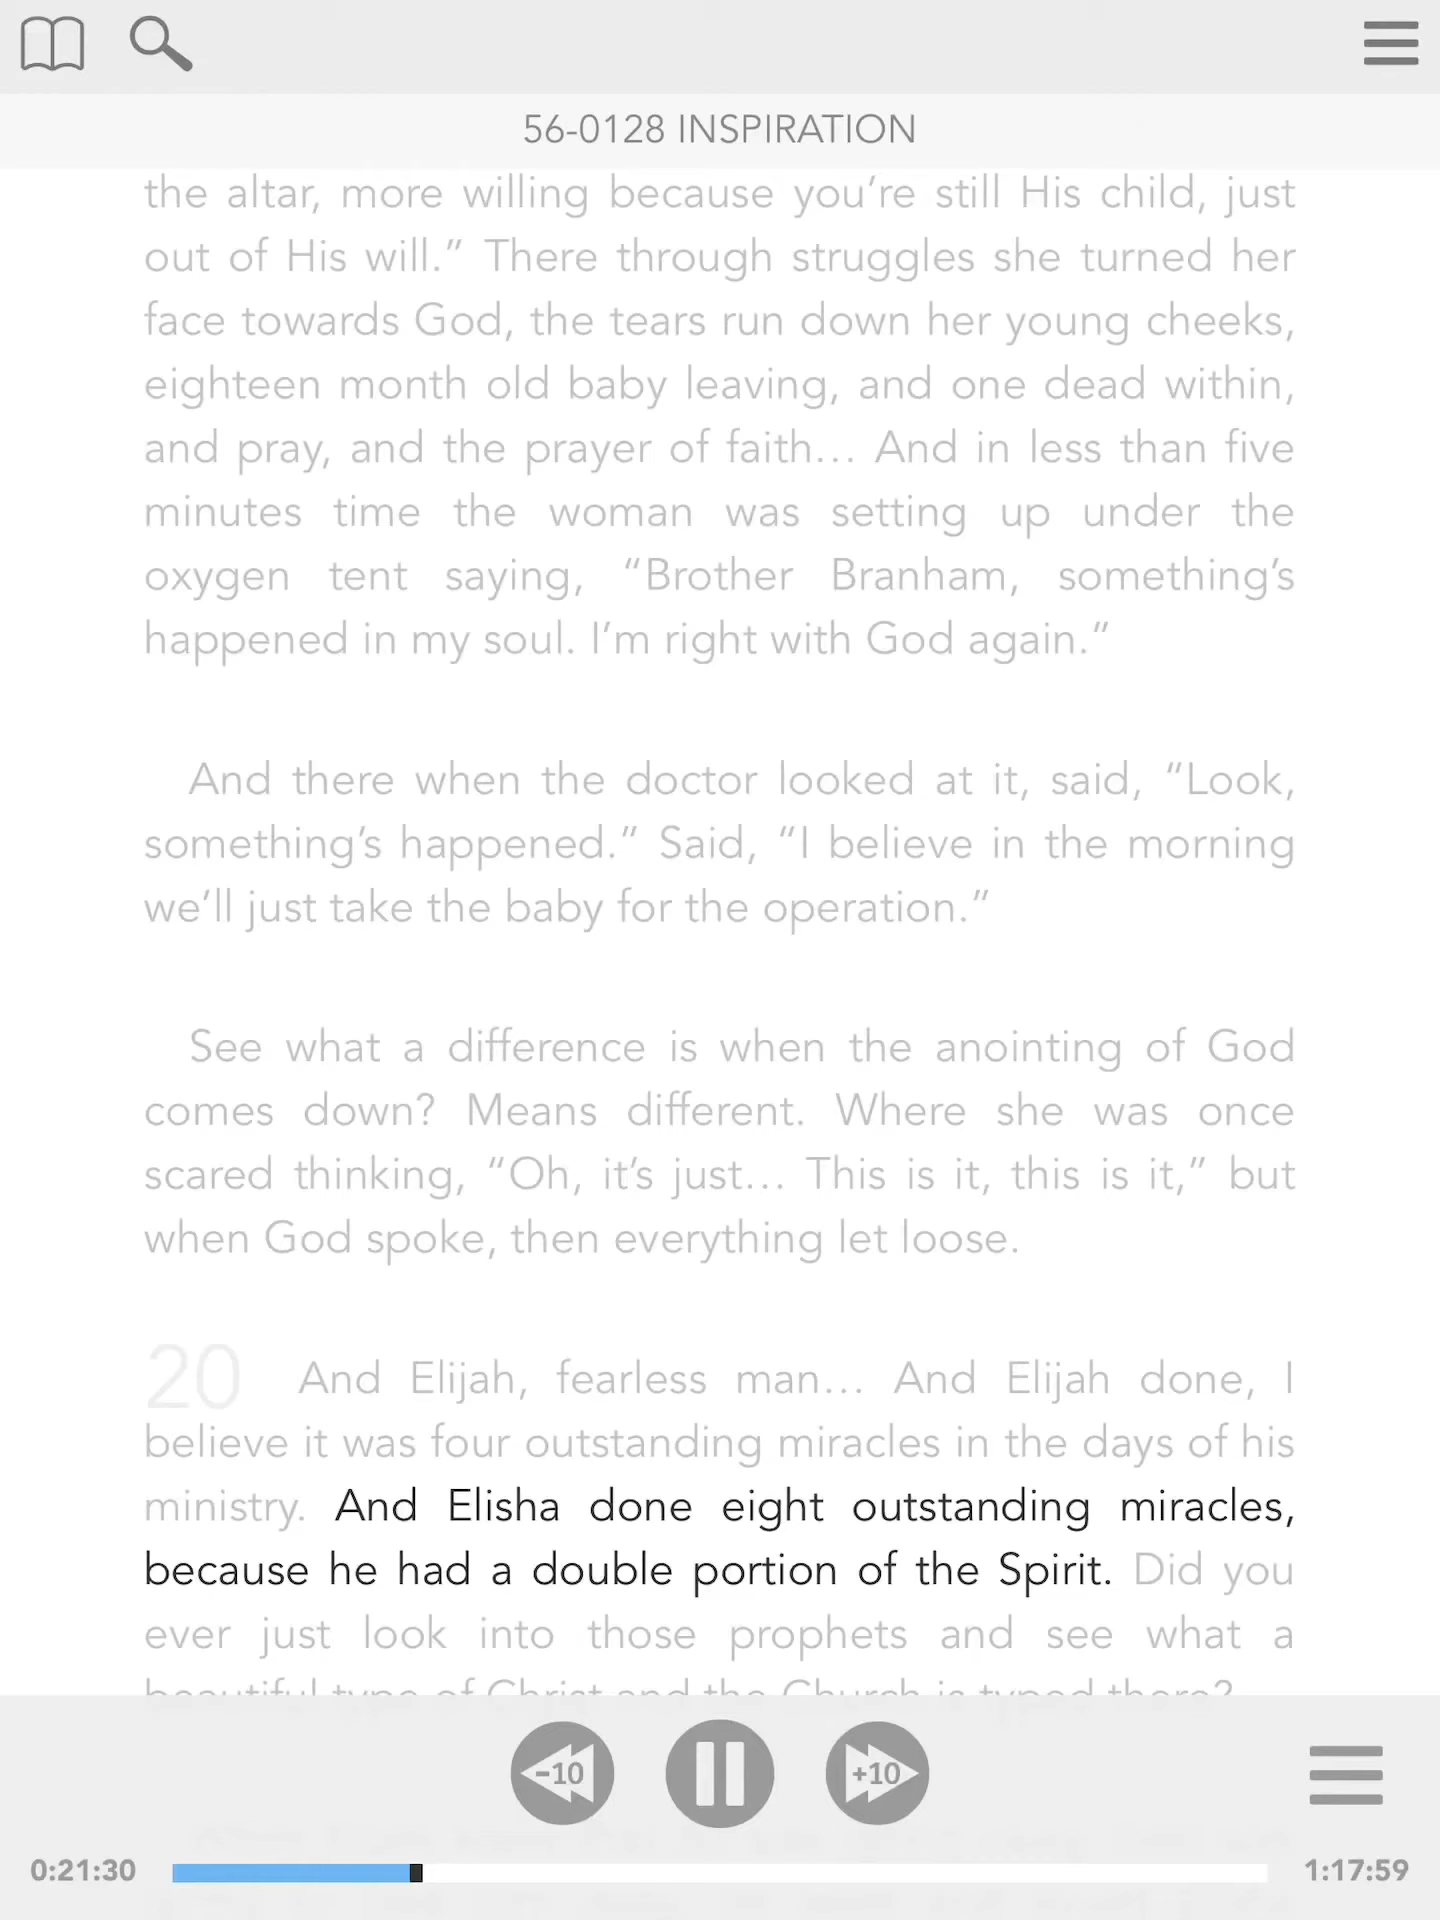 56-0128 INSPIRATION
the altar, more willing because you’re still His child, just
out of His will.” There through struggles she turned her
face towards God, the tears run down her young cheeks,
eighteen month old baby leaving, and one dead within,
and pray, and the prayer of faith… And in less than five
minutes time the woman was setting up under the
oxygen tent saying, “Brother Branham, something’s
happened in my soul. I’m right with God again.”
And there when the doctor looked at it, said, “Look,
something’s happened.” Said, “I believe in the morning
we’ll just take the baby for the operation.”
See what a difference is when the anointing of God
comes down? Means different. Where she was once
scared thinking, “Oh, it’s just… This is it, this is it,” but
when God spoke, then everything let loose.
20 And Elijah, fearless man… And Elijah done, I
believe it was four outstanding miracles in the days of his
ministry. And Elisha done eight outstanding miracles,
because he had a double portion of the Spirit. Did you
ever just look into those prophets and see what a
beautiful type of Christ and the Church is typed there?
-10 +10
0:21:30 1:17:59